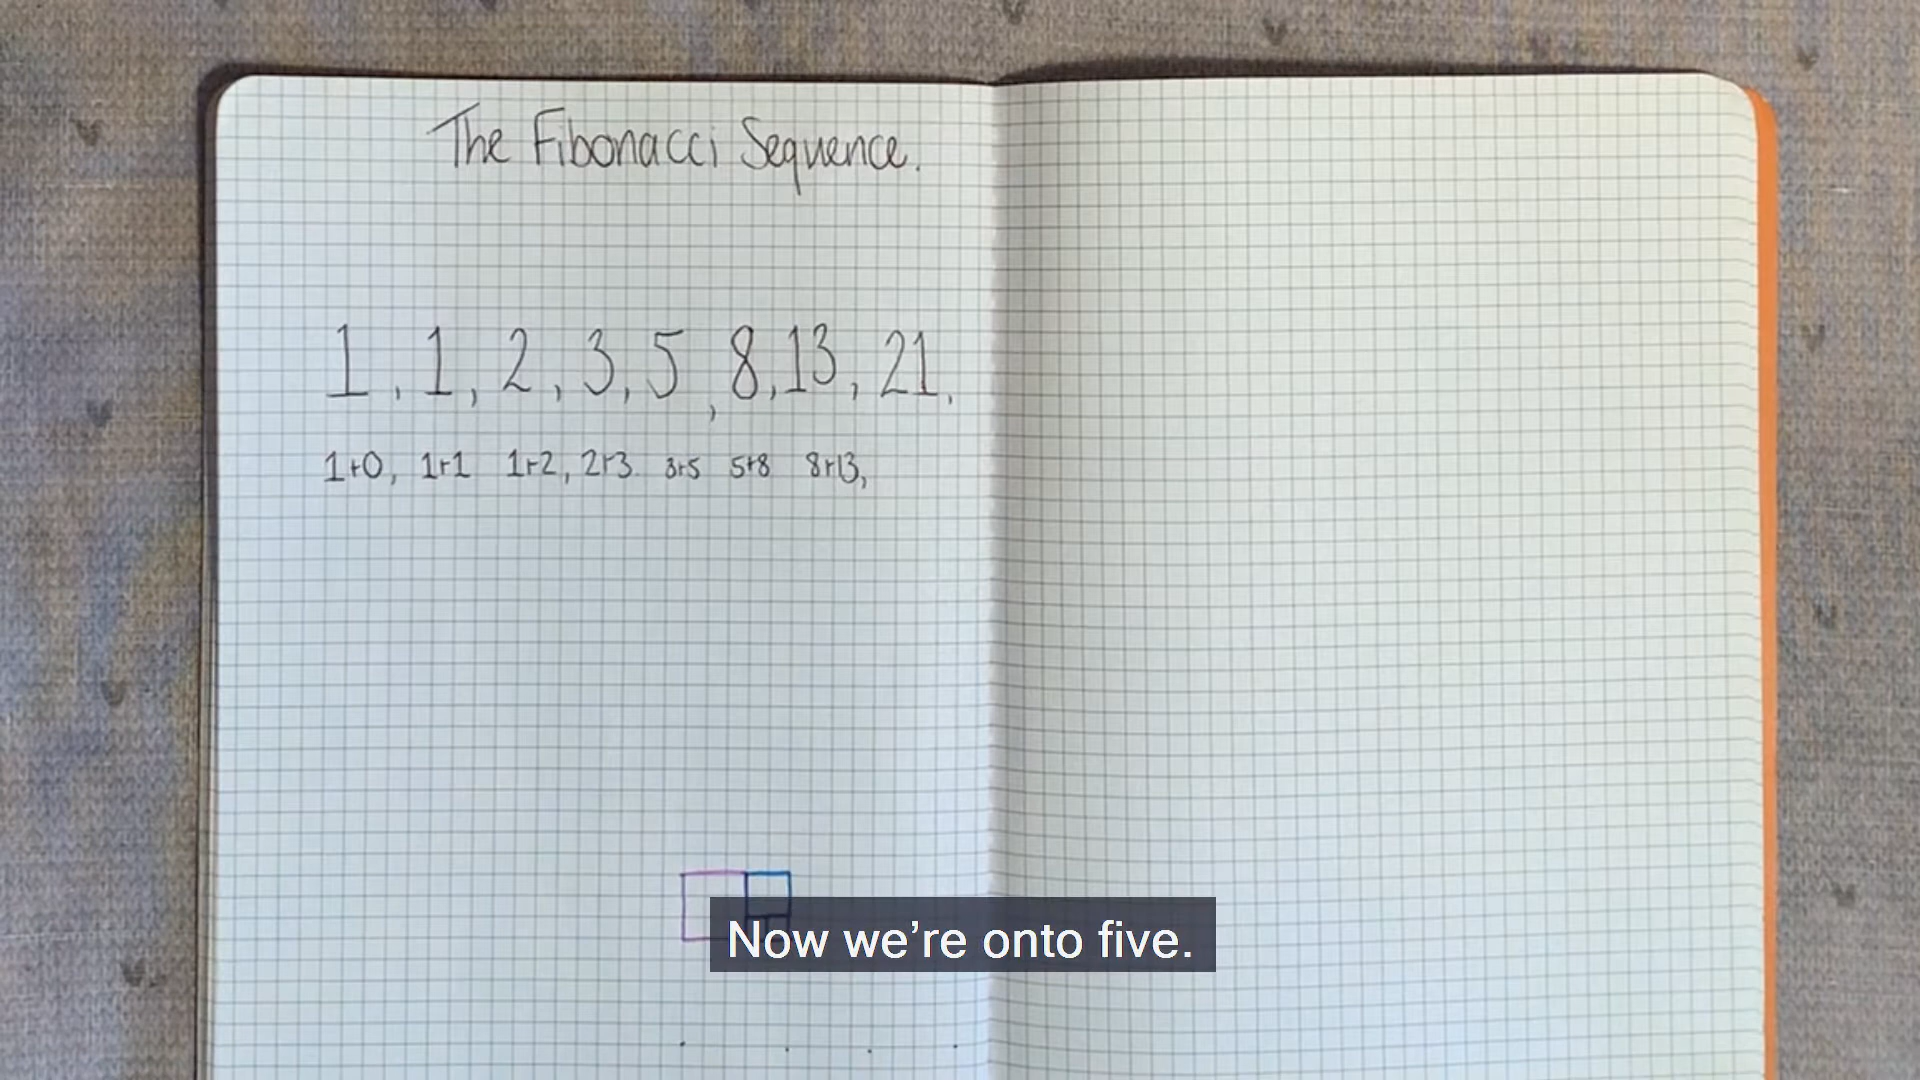 The Fibonacci Sequence.
1, 1, 2, 3, 5, 8, 13, 21,
1+0, 1+1 1+2, 2+3. 3+5 5+8 8+13,
Now we're onto five.